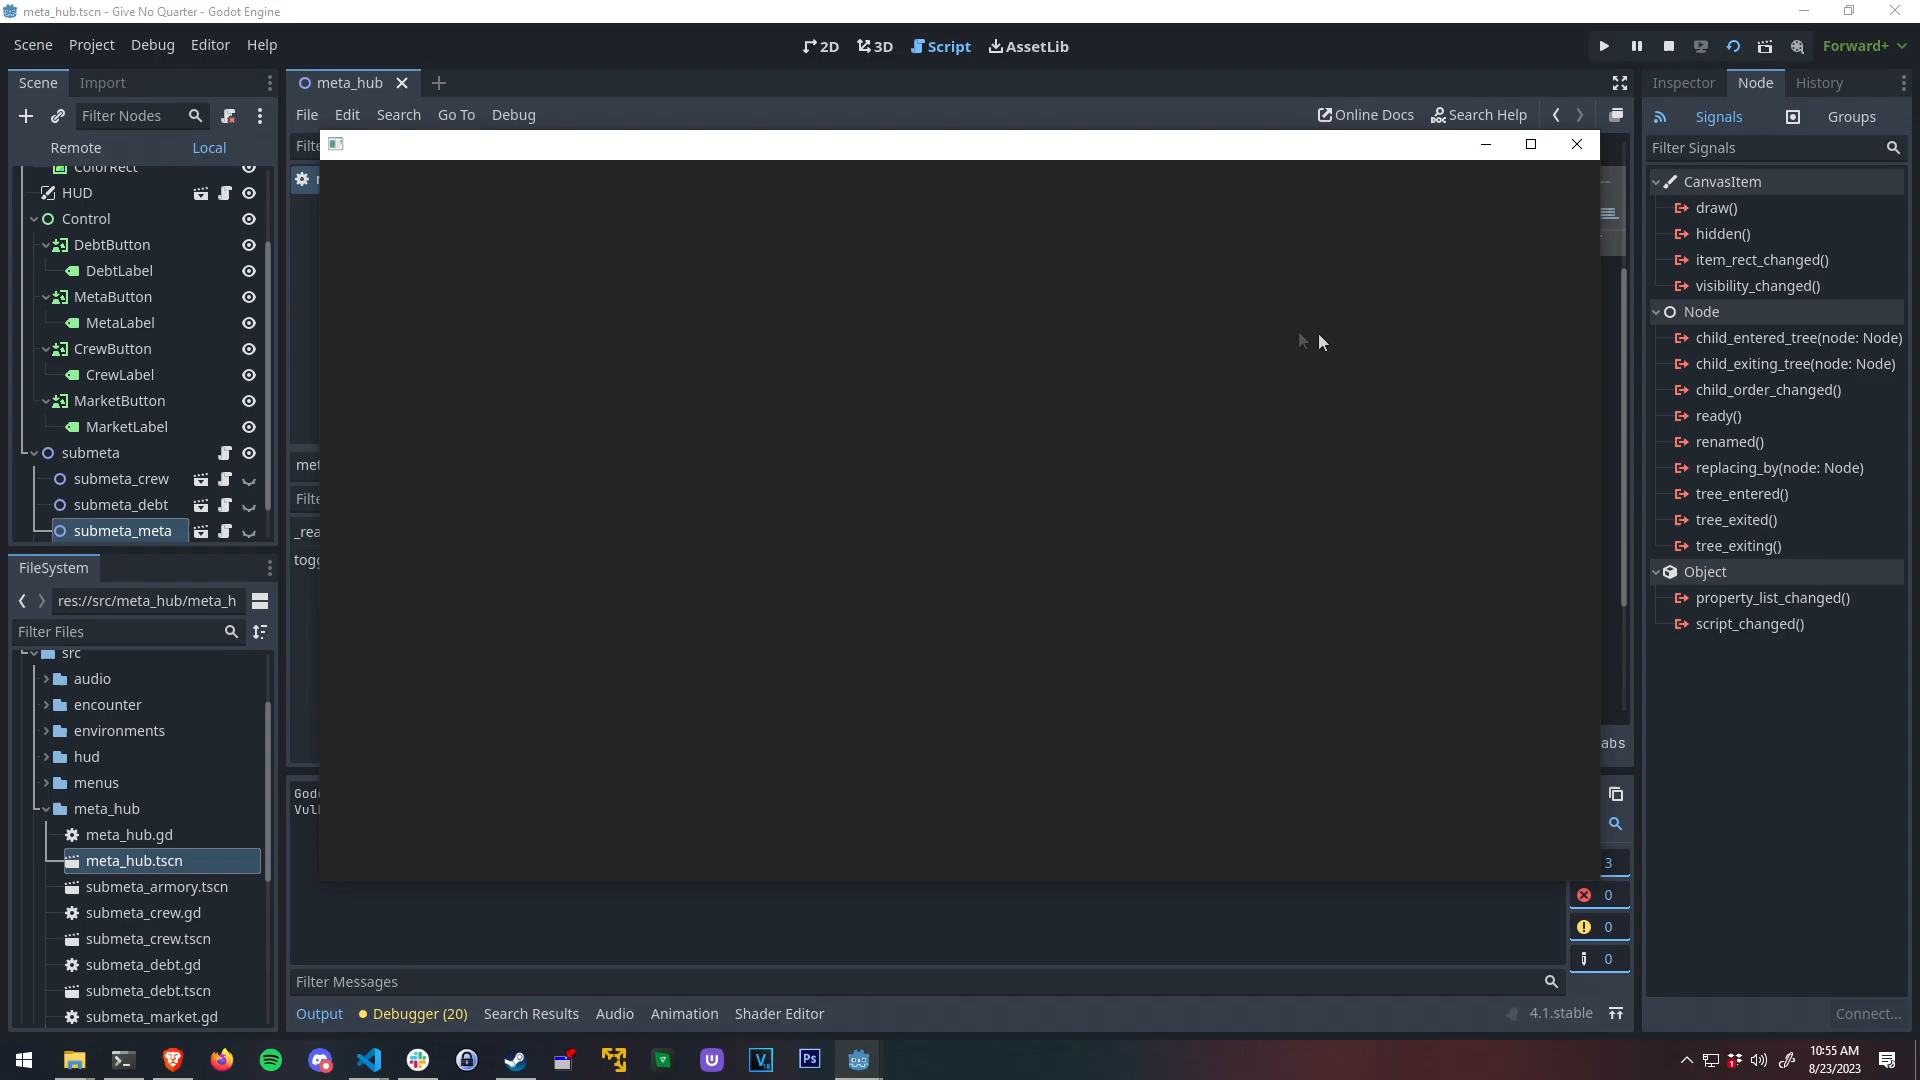 meta_hub.tscn - Give No Quarter - Godot Engine
Scene Project Debug Editor Help
2D 3D Script AssetLib
Forward+
Scene Import
meta_hub
Inspector Node History
Filter Nodes
File Edit Search Go To Debug
Online Docs Search Help
Signals Groups
Remote Local
Filter Signals
ColorRect
HUD
Control
DebtButton
DebtLabel
MetaButton
MetaLabel
CrewButton
CrewLabel
MarketButton
MarketLabel
submeta
submeta_crew
submeta_debt
submeta_meta
CanvasItem
draw()
hidden()
item_rect_changed()
visibility_changed()
Node
child_entered_tree(node: Node)
child_exiting_tree(node: Node)
child_order_changed()
ready()
renamed()
replacing_by(node: Node)
tree_entered()
tree_exited()
tree_exiting()
Object
property_list_changed()
script_changed()
FileSystem
res://src/meta_hub/meta_h
Filter Files
src
audio
encounter
environments
hud
menus
meta_hub
meta_hub.gd
meta_hub.tscn
submeta_armory.tscn
submeta_crew.gd
submeta_crew.tscn
submeta_debt.gd
submeta_debt.tscn
submeta_market.gd
3
0
0
0
Filter Messages
Output Debugger (20) Search Results Audio Animation Shader Editor
4.1.stable
Connect...
10:55 AM
8/23/2023